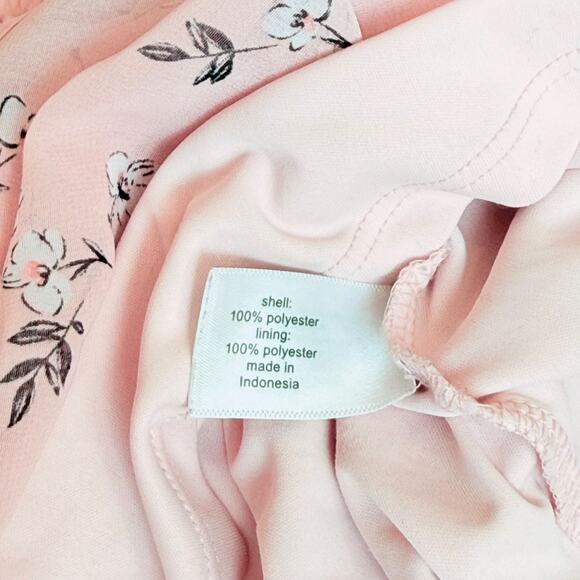 shell:
100% polyester
lining:
100% polyester
made in
Indonesia